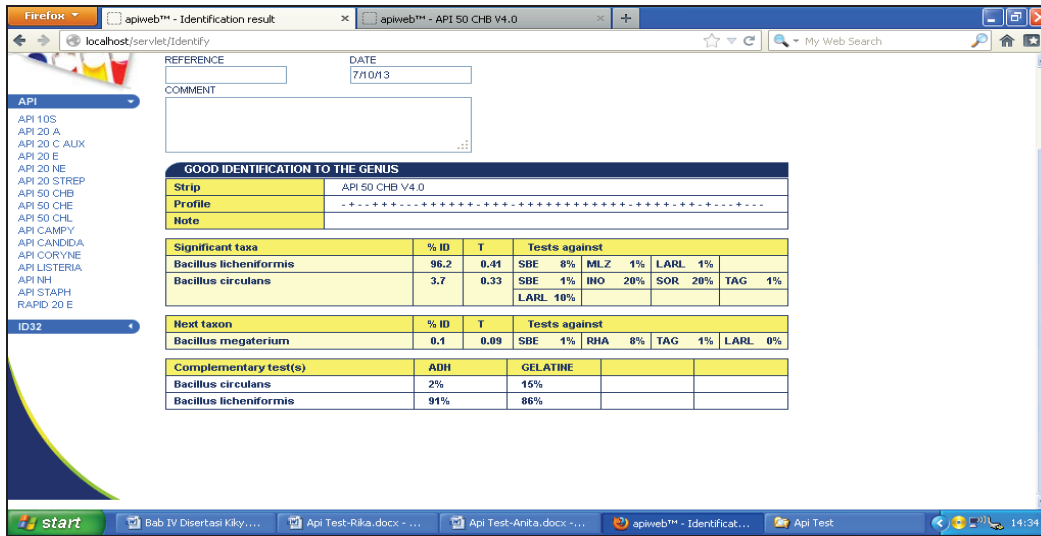 Firefox
apiweb™ - Identification result
apiweb™ - API 50 CHB V4.0
localhost/servlet/Identify
My Web Search
REFERENCE DATE
7/10/13
COMMENT
API
API 10S
API 20 A
API 20 C AUX
API 20 E
API 20 NE
API 20 STREP
API 50 CHB
API 50 CHE
API 50 CHL
API CAMPY
API CANDIDA
API CORYNE
API LISTERIA
API NH
API STAPH
RAPID 20 E
ID32
GOOD IDENTIFICATION TO THE GENUS
Strip API 50 CHB V4.0
Profile
Note
Significant taxa % ID T Tests against
Bacillus licheniformis 96.2 0.41 SBE 8% MLZ 1% LARL 1%
Bacillus circulans 3.7 0.33 SBE 1% INO 20% SOR 20% TAG 1%
LARL 10%
Next taxon % ID T Tests against
Bacillus megaterium 0.1 0.09 SBE 1% RHA 8% TAG 1% LARL 0%
Complementary test(s) ADH GELATINE
Bacillus circulans 2% 15%
Bacillus licheniformis 91% 86%
start
Bab IV Disertasi Kiky....
Api Test-Rika.docx - ...
Api Test-Anita.docx -...
apiweb™ - Identificat...
Api Test
14:34